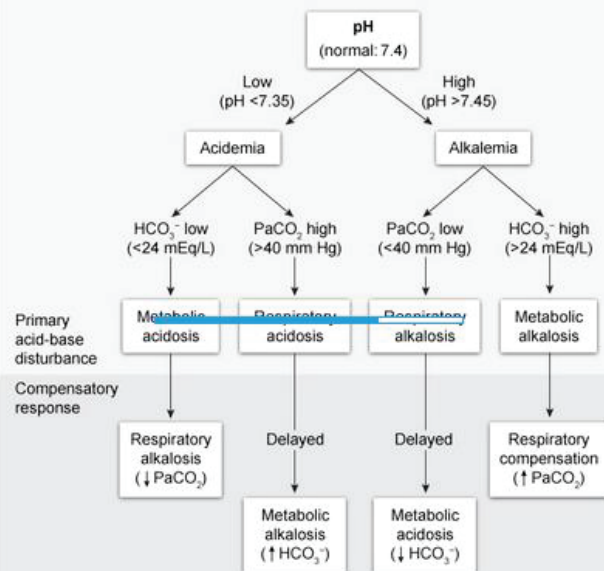 pH
(normal: 7.4)
Low
(pH <7.35)
High
(pH >7.45)
Acidemia
Alkalemia
HCO₃⁻ low
(<24 mEq/L)
PaCO₂ high
(>40 mm Hg)
PaCO₂ low
(<40 mm Hg)
HCO₃⁻ high
(>24 mEq/L)
Primary
acid-base
disturbance
Metabolic
acidosis
Respiratory
acidosis
Respiratory
alkalosis
Metabolic
alkalosis
Compensatory
response
Respiratory
alkalosis
(↓PaCO₂)
Delayed
Delayed
Respiratory
compensation
(↑PaCO₂)
Metabolic
alkalosis
(↑HCO₃⁻)
Metabolic
acidosis
(↓HCO₃⁻)